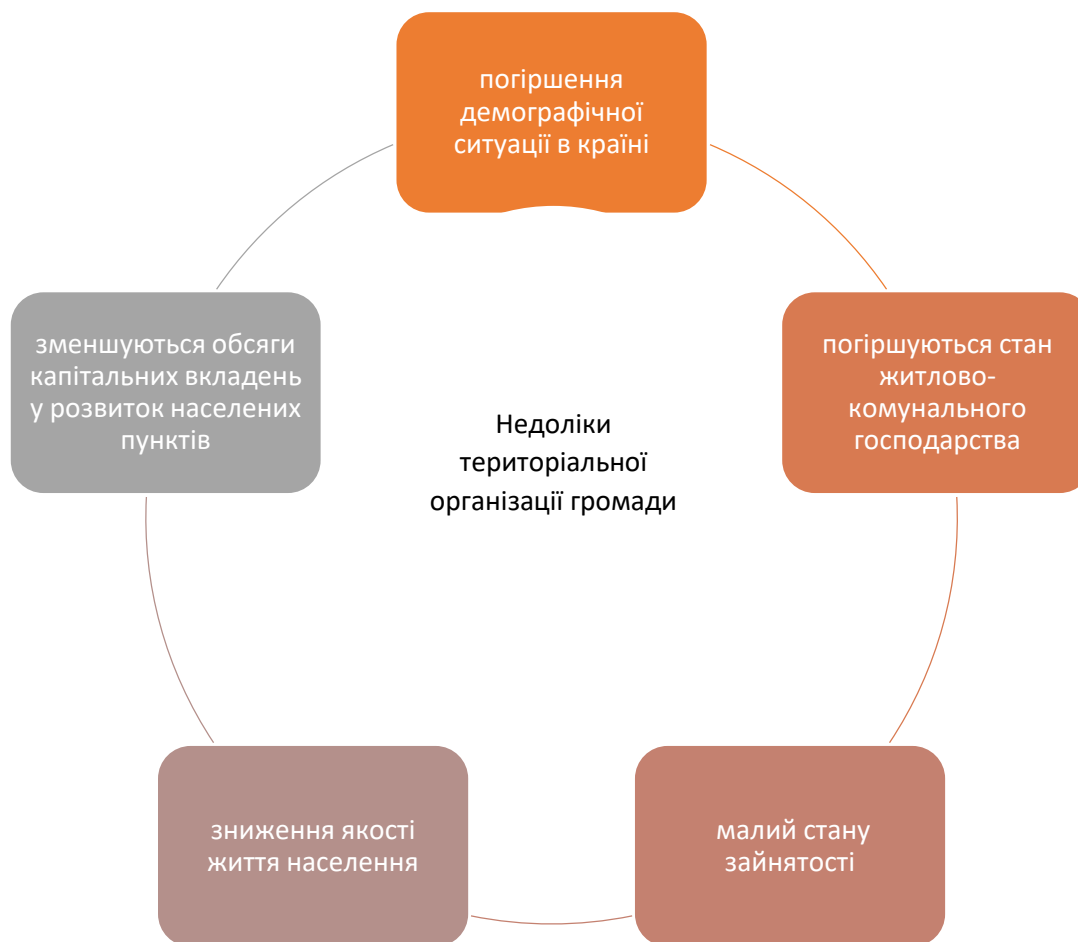 погіршення
демографічної
ситуації в країні
зменшуються обсяги
капітальних вкладень
у розвиток населених
пунктів
погіршуються стан
житлово-
комунального
господарства
Недоліки
територіальної
організації громади
зниження якості
життя населення
малий стану
зайнятості